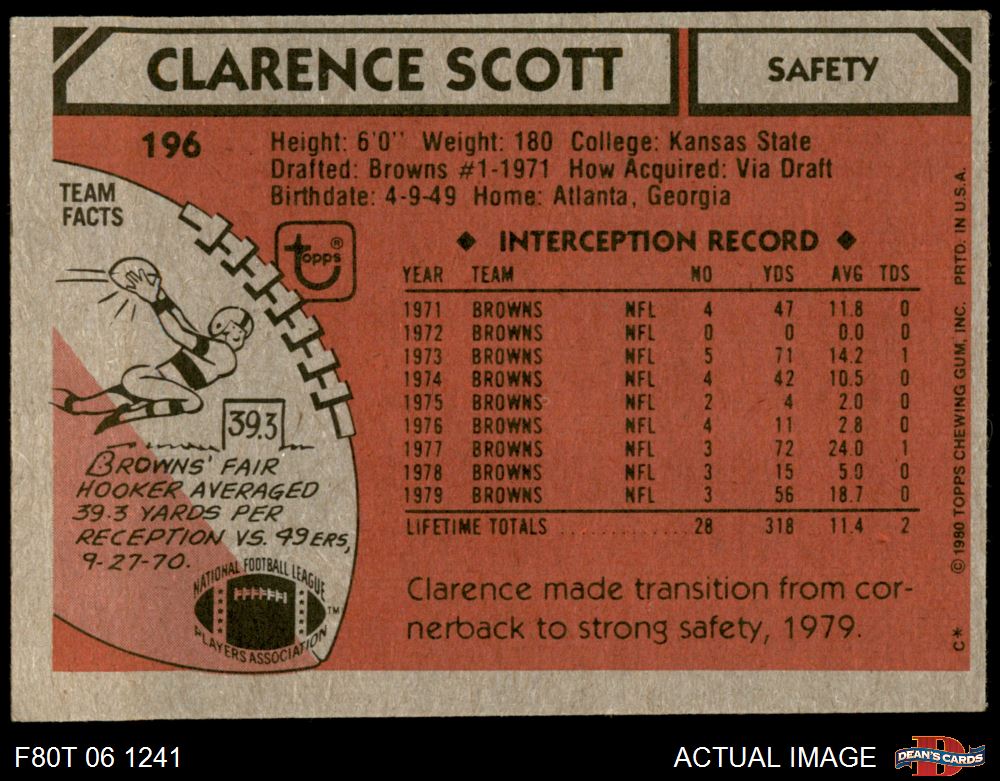 CLARENCE SCOTT
SAFETY
196
Height: 6'0" Weight: 180 College: Kansas State
Drafted: Browns #1-1971 How Acquired: Via Draft
Birthdate: 4-9-49 Home: Atlanta, Georgia
TEAM
FACTS
topps®
◆ INTERCEPTION RECORD ◆
YEAR TEAM NO YDS AVG TDS
1971 BROWNS NFL 4 47 11.8 0
1972 BROWNS NFL 0 0 0.0 0
1973 BROWNS NFL 5 71 14.2 1
1974 BROWNS NFL 4 42 10.5 0
1975 BROWNS NFL 2 4 2.0 0
1976 BROWNS NFL 4 11 2.8 0
1977 BROWNS NFL 3 72 24.0 1
1978 BROWNS NFL 3 15 5.0 0
1979 BROWNS NFL 3 56 18.7 0
LIFETIME TOTALS ............ 28 318 11.4 2
39.3
BROWNS' FAIR
HOOKER AVERAGED
39.3 YARDS PER
RECEPTION VS. 49ERS,
9-27-70.
NATIONAL FOOTBALL LEAGUE
PLAYERS ASSOCIATION
TM
Clarence made transition from cor-
nerback to strong safety, 1979.
C* © 1980 TOPPS CHEWING GUM, INC. PRTD. IN U.S.A.
F80T 06 1241
ACTUAL IMAGE
D
DEAN'S CARDS